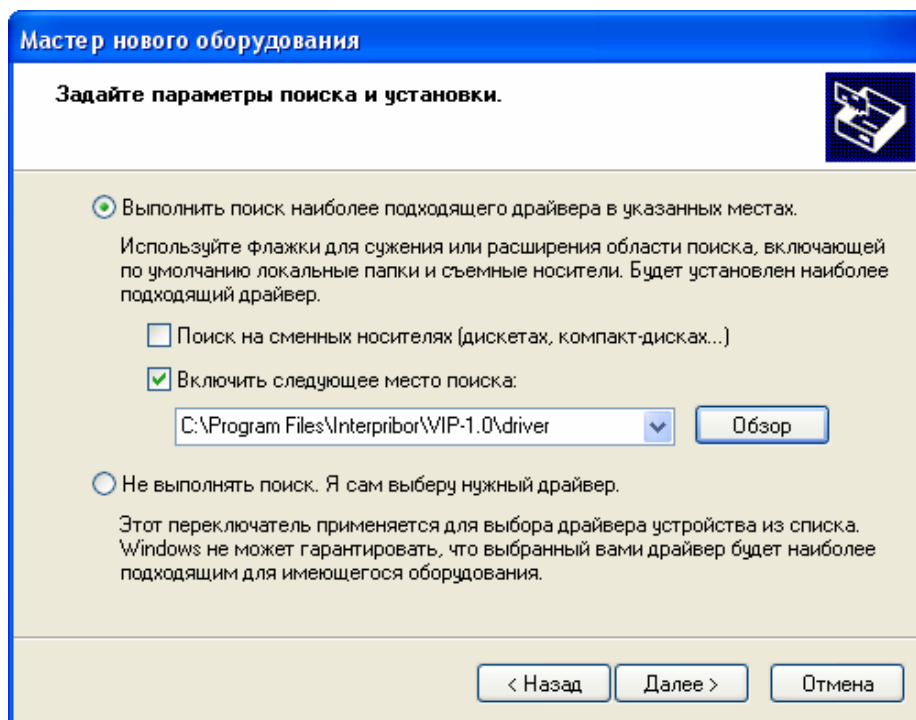 Мастер нового оборудования
Задайте параметры поиска и установки.
Выполнить поиск наиболее подходящего драйвера в указанных местах.
Используйте флажки для сужения или расширения области поиска, включающей
по умолчанию локальные папки и съемные носители. Будет установлен наиболее
подходящий драйвер.
Поиск на сменных носителях (дискетах, компакт-дисках...)
Включить следующее место поиска:
C:\Program Files\Interpribor\VIP-1.0\driver
Обзор
Не выполнять поиск. Я сам выберу нужный драйвер.
Этот переключатель применяется для выбора драйвера устройства из списка.
Windows не может гарантировать, что выбранный вами драйвер будет наиболее
подходящим для имеющегося оборудования.
< Назад
Далее >
Отмена